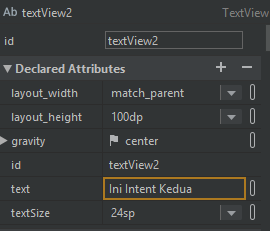 Ab textView2 TextView
id textView2
Declared Attributes + −
layout_width match_parent
layout_height 100dp
gravity center
id textView2
text Ini Intent Kedua
textSize 24sp